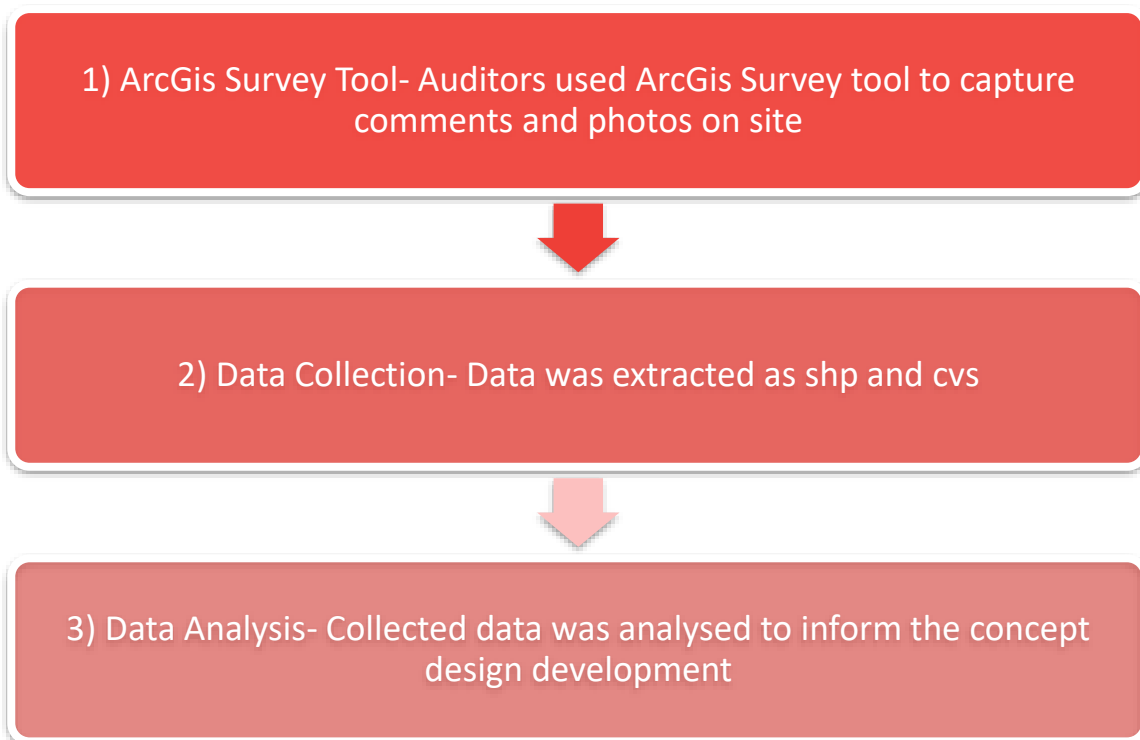 1) ArcGis Survey Tool- Auditors used ArcGis Survey tool to capture
comments and photos on site
2) Data Collection- Data was extracted as shp and cvs
3) Data Analysis- Collected data was analysed to inform the concept
design development